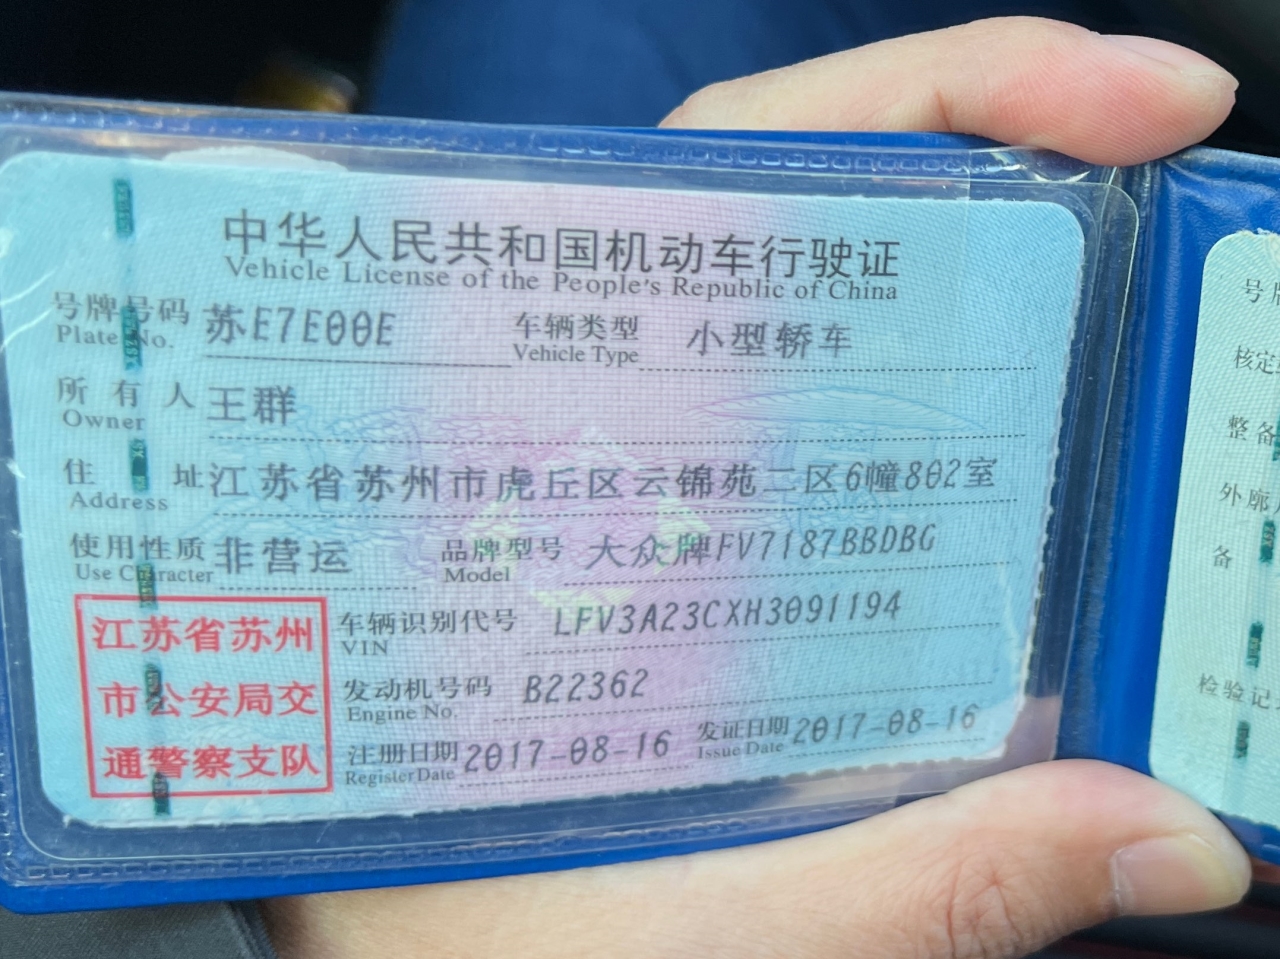 中华人民共和国机动车行驶证
Vehicle License of the People's Republic of China
号牌号码 苏E7E00E 车辆类型 小型轿车
Plate No. Vehicle Type
所有人 王群
Owner
住址 江苏省苏州市虎丘区云锦苑二区6幢802室
Address
使用性质 非营运 品牌型号 大众牌FV7187BBDBG
Use Character Model
江苏省苏州
市公安局交
通警察支队
车辆识别代号 LFV3A23CXH3091194
VIN
发动机号码 B22362
Engine No.
注册日期 2017-08-16 发证日期 2017-08-16
Register Date Issue Date
号牌
核定
整备
外廓
备
检验记